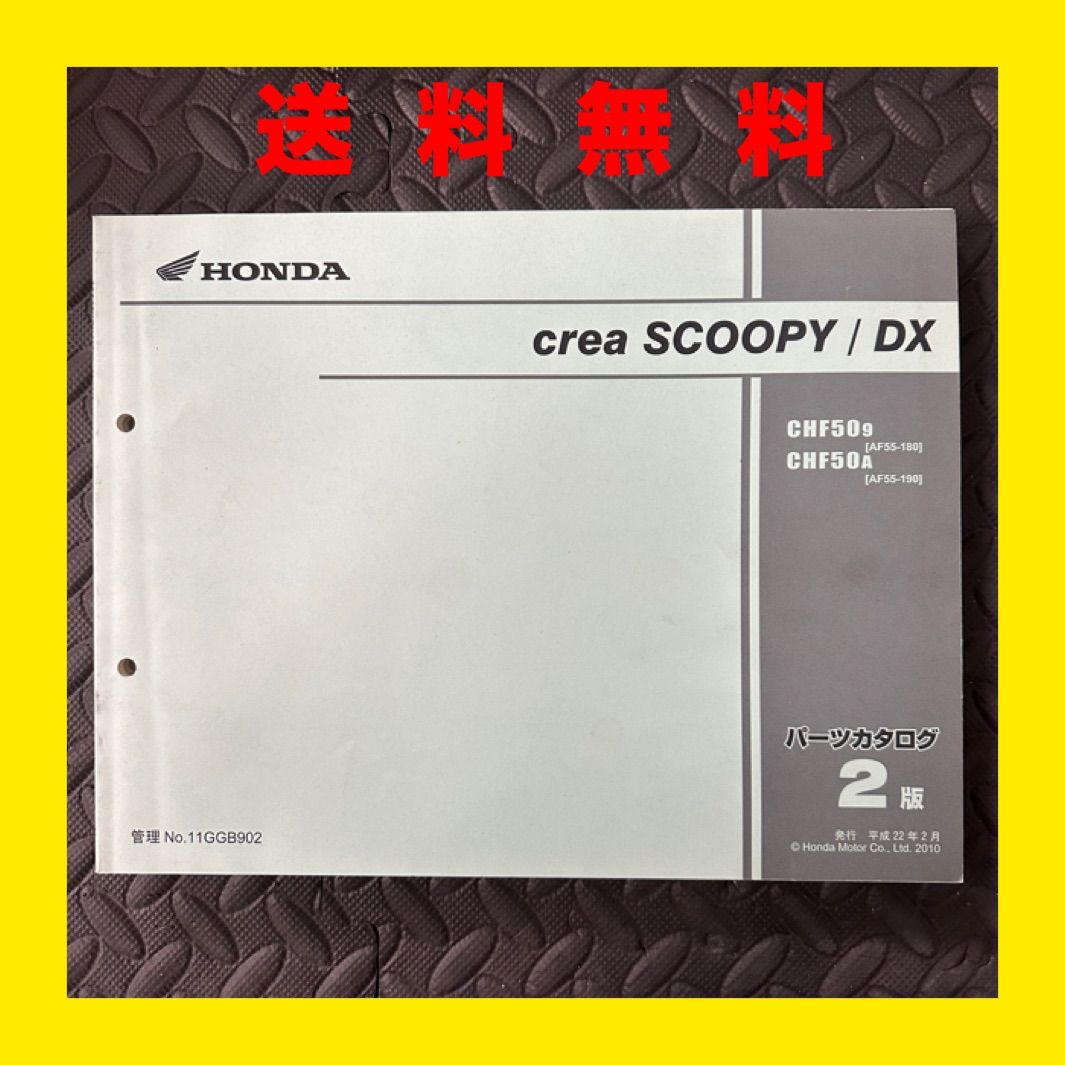 送料無料
HONDA
crea SCOOPY / DX
CHF509
[AF55-180]
CHF50A
[AF55-190]
パーツカタログ
2版
管理 No.11GGB902
発行 平成22年2月
© Honda Motor Co., Ltd. 2010